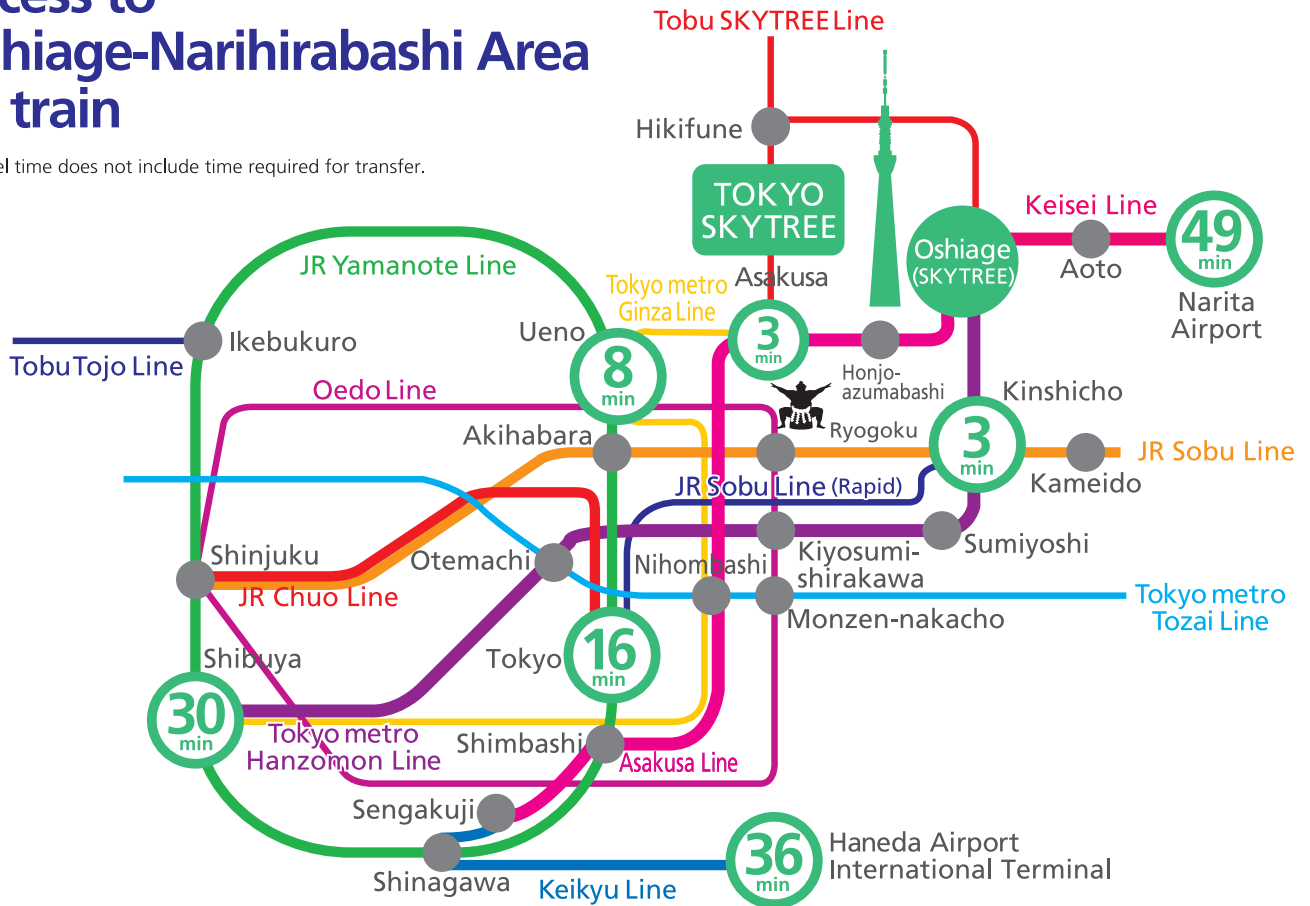 cess to
hiage-Narihirabashi Area
train
el time does not include time required for transfer.
Tobu SKYTREE Line
Hikifune
TOKYO
SKYTREE
Oshiage
(SKYTREE)
Keisei Line
Aoto
49
min
Narita
Airport
JR Yamanote Line
Tokyo metro
Ginza Line
Asakusa
3
min
Ueno
8
min
Honjo-
azumabashi
Ikebukuro
Tobu Tojo Line
Oedo Line
Kinshicho
3
min
Akihabara
Ryogoku
JR Sobu Line
Kameido
JR Sobu Line (Rapid)
Shinjuku
JR Chuo Line
Otemachi
Nihombashi
Kiyosumi-
shirakawa
Sumiyoshi
Monzen-nakacho
Tokyo metro
Tozai Line
Shibuya
30
min
Tokyo
16
min
Tokyo metro
Hanzomon Line
Shimbashi
Asakusa Line
Sengakuji
Shinagawa
Keikyu Line
36
min
Haneda Airport
International Terminal